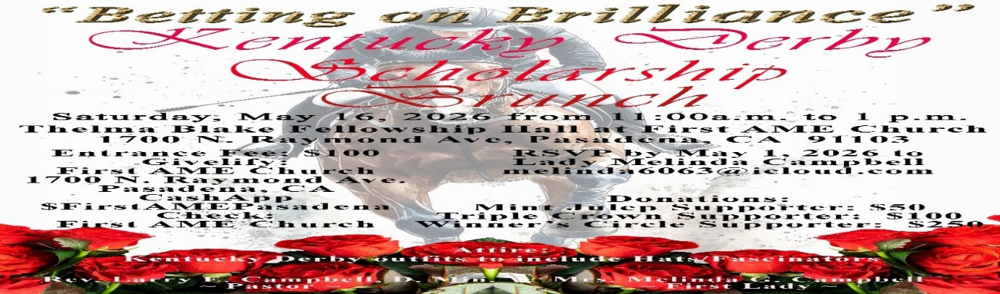 “Betting on Brilliance”
Kentucky Derby
Scholarship
Brunch
Saturday, May 16, 2026 from 11:00a.m. to 1 p.m.
Thelma Blake Fellowship Hall at First AME Church
1700 N. Raymond Ave, Pasadena, CA 91103
Entrance Fee: $100
Givelify:
First AME Church
1700 N. Raymond Ave.
Pasadena, CA
CashApp
$FirstAMEPasadena
Check:
First AME Church
RSVP by May 1, 2026 to
Lady Melinda Campbell
melinda6063@icloud.com
Donations:
Mint Julep Supporter: $50
Triple Crown Supporter: $100
Winner’s Circle Supporter: $250
Attire:
Kentucky Derby outfits to include Hats/Fascinators
Rev. Larry E. Campbell, D. Min. & Mrs. Melinda G. Campbell
~ Pastor ~ ~ First Lady ~